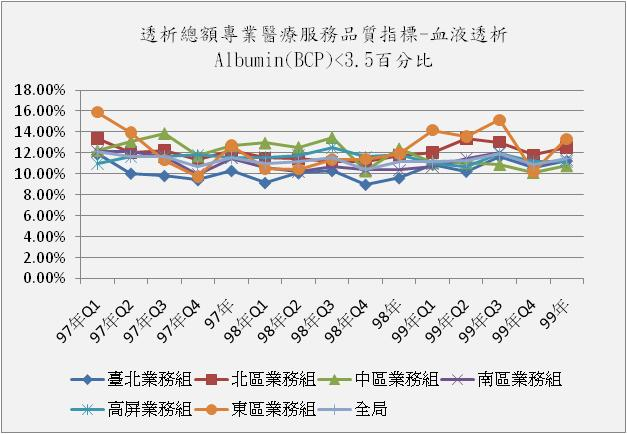 透析總額專業醫療服務品質指標-血液透析
Albumin(BCP)<3.5百分比
18.00%
16.00%
14.00%
12.00%
10.00%
8.00%
6.00%
4.00%
2.00%
0.00%
97年Q1
97年Q2
97年Q3
97年Q4
97年
98年Q1
98年Q2
98年Q3
98年Q4
98年
99年Q1
99年Q2
99年Q3
99年Q4
99年
臺北業務組 北區業務組 中區業務組 南區業務組
高屏業務組 東區業務組 全局